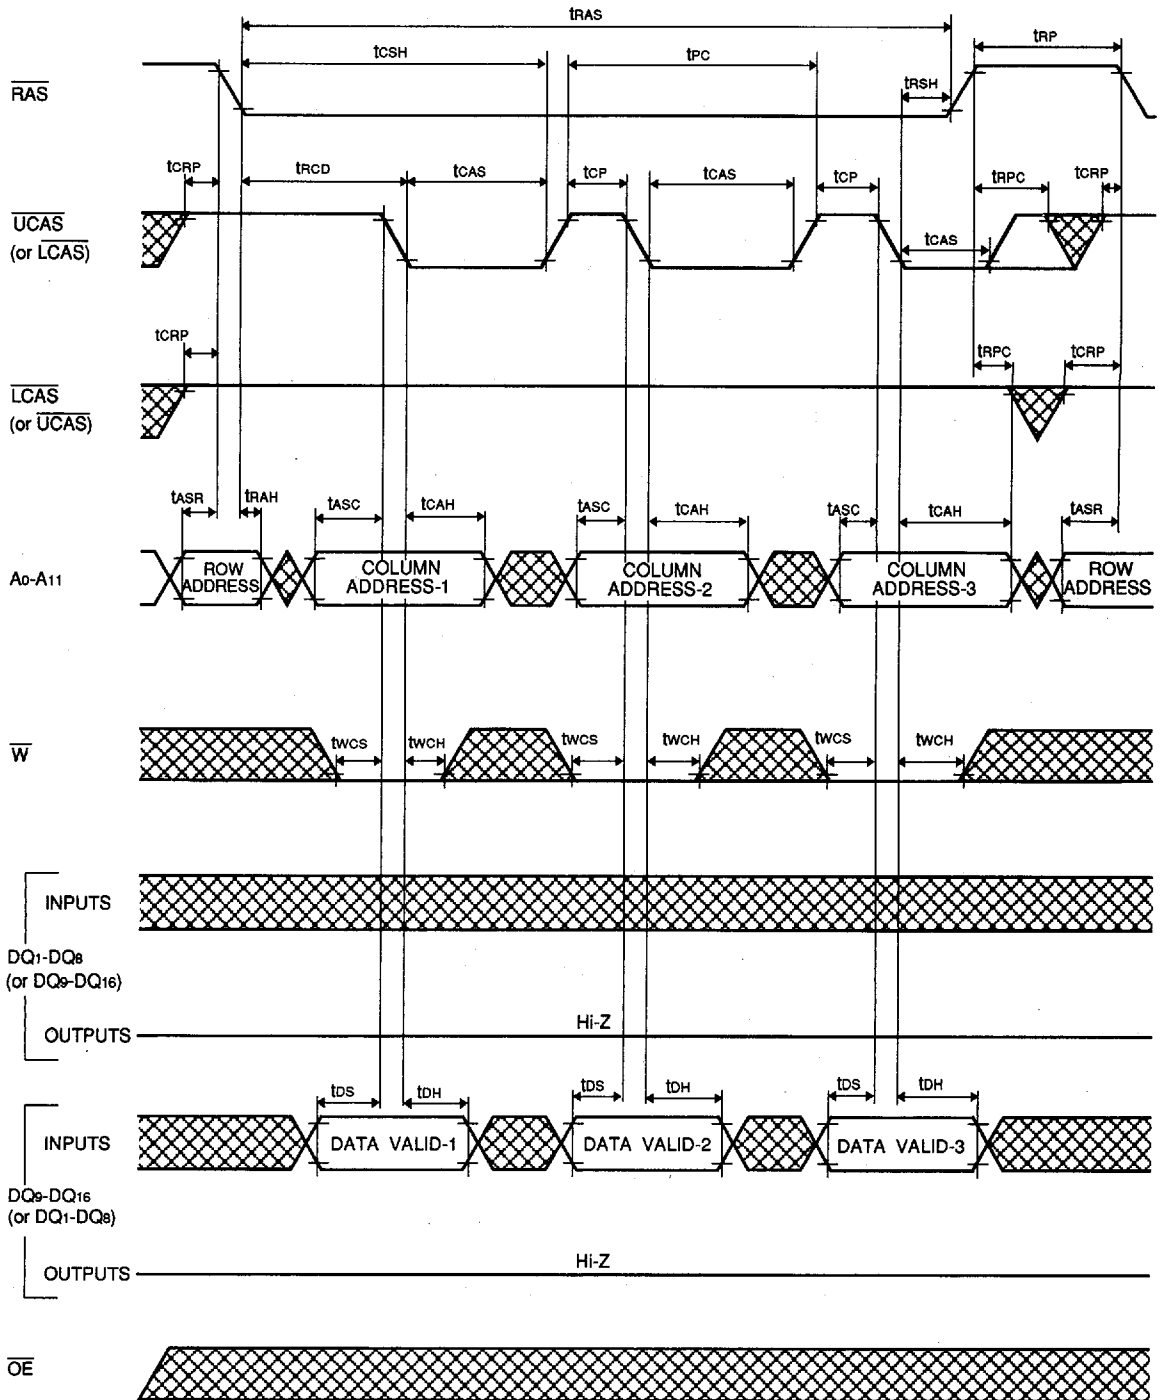 tRAS
tCSH
tPC
tRP
RAS
tRSH
tCRP
tRCD
tCAS
tCP
tCAS
tCP
tRPC
tCRP
UCAS
(or LCAS)
tCAS
tCRP
tRPC
tCRP
LCAS
(or UCAS)
tASR
tRAH
tASC
tCAH
tASC
tCAH
tASC
tCAH
tASR
A0-A11
ROW
ADDRESS
COLUMN
ADDRESS-1
COLUMN
ADDRESS-2
COLUMN
ADDRESS-3
ROW
ADDRESS
W
tWCS
tWCH
tWCS
tWCH
tWCS
tWCH
INPUTS
DQ1-DQ8
(or DQ9-DQ16)
OUTPUTS
Hi-Z
tDS
tDH
tDS
tDH
tDS
tDH
INPUTS
DATA VALID-1
DATA VALID-2
DATA VALID-3
DQ9-DQ16
(or DQ1-DQ8)
OUTPUTS
Hi-Z
OE